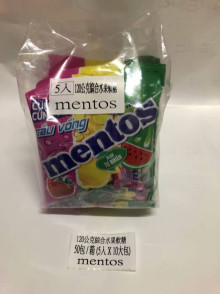 5入 120公克綜合水果軟糖
mentos
cầu vồng
mentos
120公克綜合水果軟糖
50包/箱(5入X10大包)
mentos